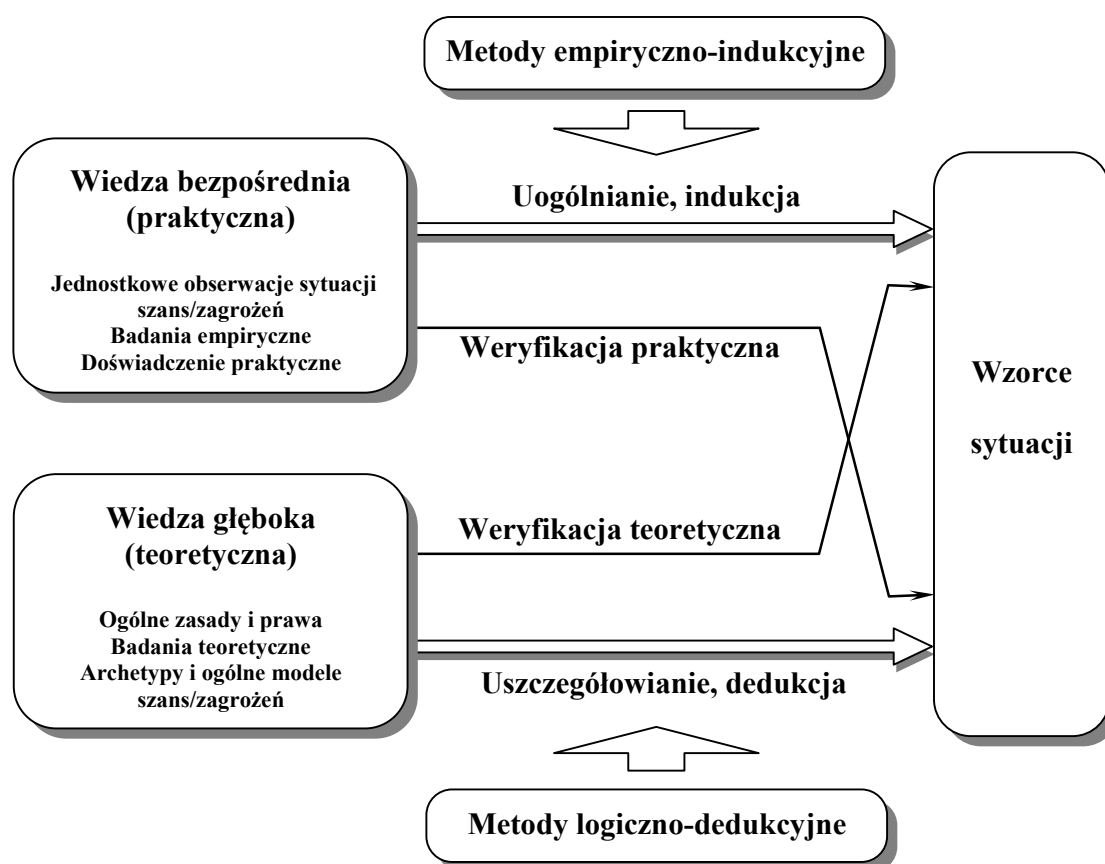 Metody empiryczno-indukcyjne
Wiedza bezpośrednia
(praktyczna)
Jednostkowe obserwacje sytuacji
szans/zagrożeń
Badania empiryczne
Doświadczenie praktyczne
Uogólnianie, indukcja
Weryfikacja praktyczna
Wzorce
sytuacji
Wiedza głęboka
(teoretyczna)
Ogólne zasady i prawa
Badania teoretyczne
Archetypy i ogólne modele
szans/zagrożeń
Weryfikacja teoretyczna
Uszczegółowianie, dedukcja
Metody logiczno-dedukcyjne